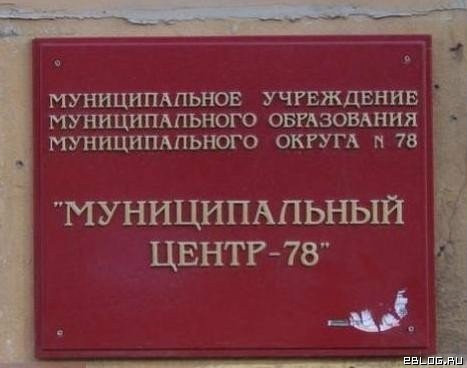 МУНИЦИПАЛЬНОЕ УЧРЕЖДЕНИЕ
МУНИЦИПАЛЬНОГО ОБРАЗОВАНИЯ
МУНИЦИПАЛЬНОГО ОКРУГА N 78
"МУНИЦИПАЛЬНЫЙ
ЦЕНТР-78"
EBLOG.RU